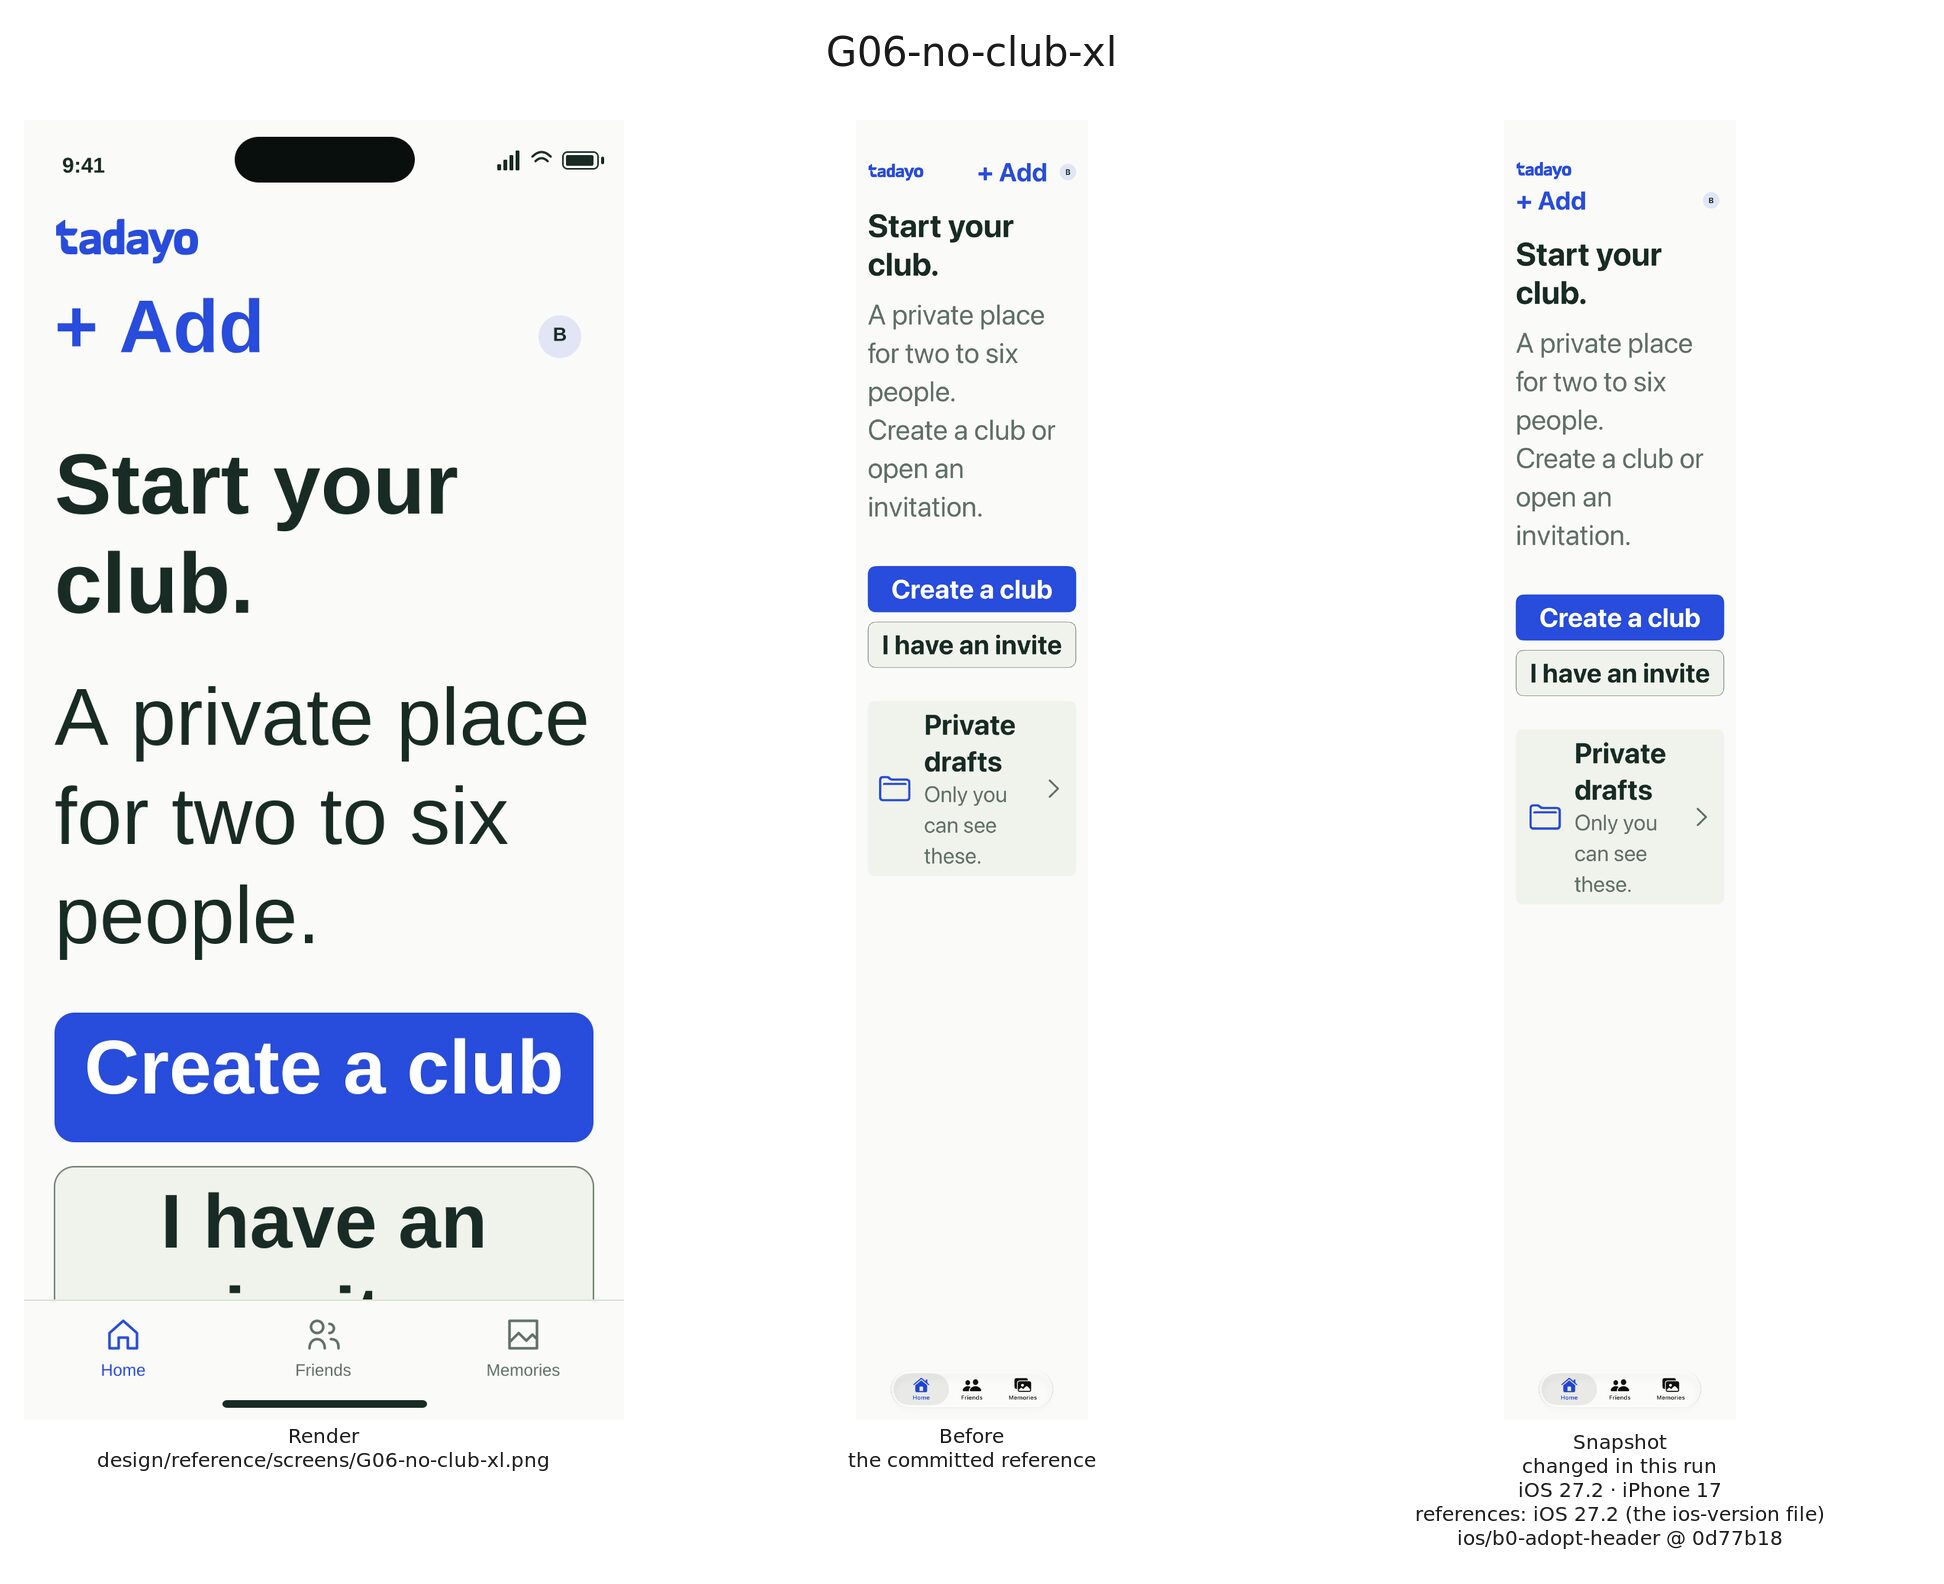 G06-no-club-xl
9:41
tadayo
+ Add
B
Start your
club.
A private place
for two to six
people.
Create a club
I have an
Home
Friends
Memories
Render
design/reference/screens/G06-no-club-xl.png
tadayo
+ Add
B
Start your
club.
A private place
for two to six
people.
Create a club or
open an
invitation.
Create a club
I have an invite
Private
drafts
Only you
can see
these.
Home
Friends
Memories
Before
the committed reference
tadayo
+ Add
B
Start your
club.
A private place
for two to six
people.
Create a club or
open an
invitation.
Create a club
I have an invite
Private
drafts
Only you
can see
these.
Home
Friends
Memories
Snapshot
changed in this run
iOS 27.2 · iPhone 17
references: iOS 27.2 (the ios-version file)
ios/b0-adopt-header @ 0d77b18